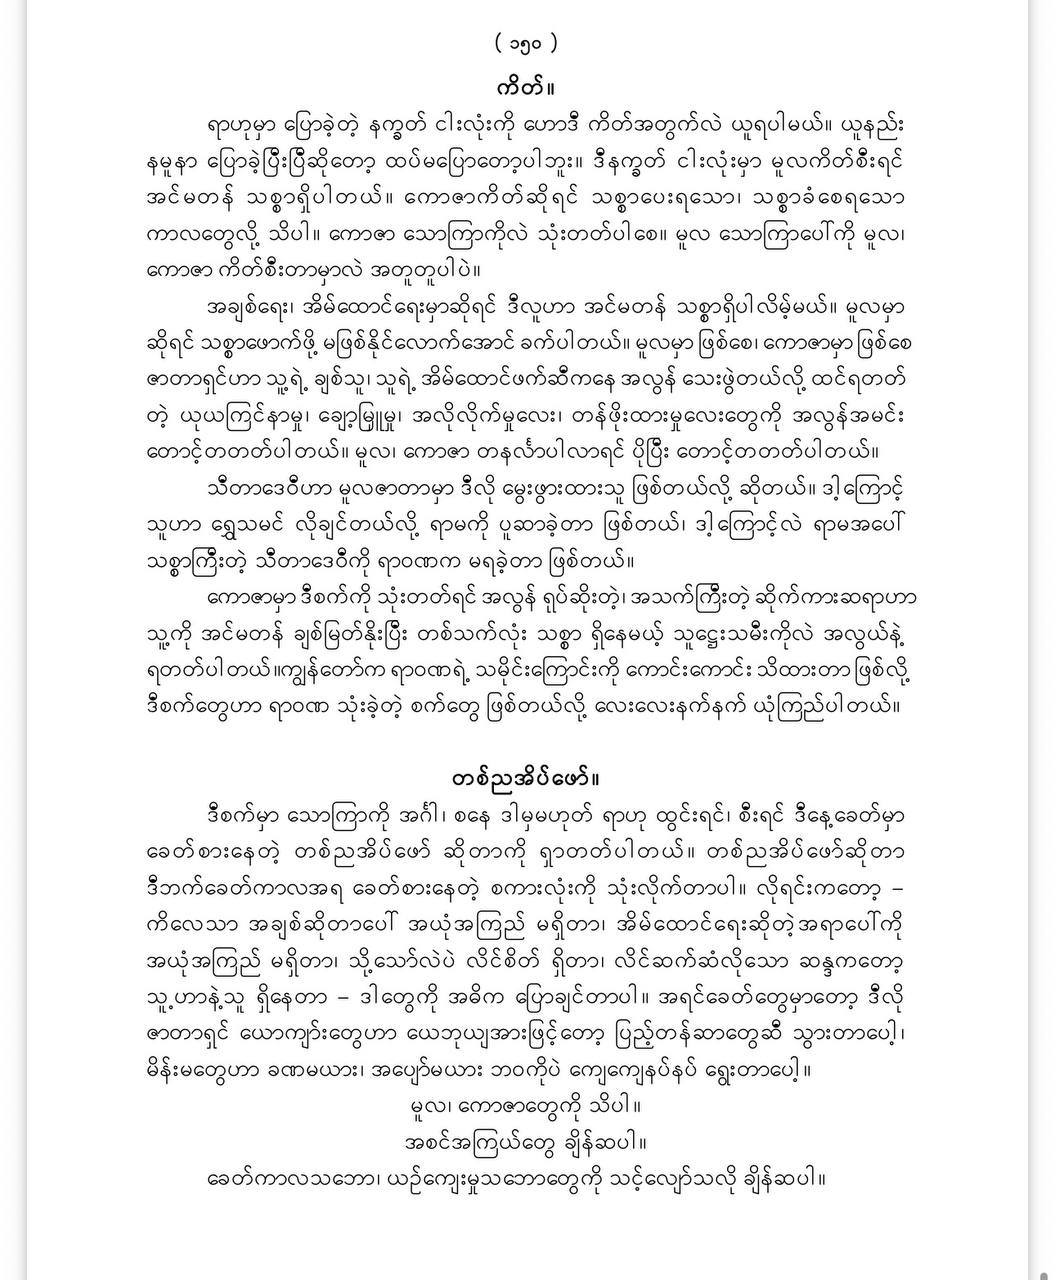 ( ၁၅၀ )
ကိတ်။
ရာဟုမှာ ပြောခဲ့တဲ့ နက္ခတ် ငါးလုံးကို ဟောဒီ ကိတ်အတွက်လဲ ယူရပါမယ်။ ယူနည်း
နမူနာ ပြောခဲ့ပြီးပြီဆိုတော့ ထပ်မပြောတော့ပါဘူး။ ဒီနက္ခတ် ငါးလုံးမှာ မူလကိတ်စီးရင်
အင်မတန် သစ္စာရှိပါတယ်။ ကောဇာကိတ်ဆိုရင် သစ္စာပေးရသော၊ သစ္စာခံစေရသော
ကာလတွေလို့ သိပါ။ ကောဇာ သောကြာကိုလဲ သုံးတတ်ပါစေ။ မူလ သောကြာပေါ်ကို မူလ၊
ကောဇာ ကိတ်စီးတာမှာလဲ အတူတူပါပဲ။
အချစ်ရေး၊ အိမ်ထောင်ရေးမှာဆိုရင် ဒီလူဟာ အင်မတန် သစ္စာရှိပါလိမ့်မယ်။ မူလမှာ
ဆိုရင် သစ္စာဖောက်ဖို့ မဖြစ်နိုင်လောက်အောင် ခက်ပါတယ်။ မူလမှာ ဖြစ်စေ၊ ကောဇာမှာ ဖြစ်စေ
ဇာတာရှင်ဟာ သူ့ရဲ့ ချစ်သူ၊ သူရဲ့ အိမ်ထောင်ဖက်ဆီကနေ အလွန် သေးဖွဲတယ်လို့ ထင်ရတတ်
တဲ့ ယုယကြင်နာမှု၊ ချော့မြှူမှု၊ အလိုလိုက်မှုလေး၊ တန်ဖိုးထားမှုလေးတွေကို အလွန်အမင်း
တောင့်တတတ်ပါတယ်။ မူလ၊ ကောဇာ တနင်္လာပါလာရင် ပိုပြီး တောင့်တတတ်ပါတယ်။
သီတာဒေဝီဟာ မူလဇာတာမှာ ဒီလို မွေးဖွားထားသူ ဖြစ်တယ်လို့ ဆိုတယ်။ ဒါ့ကြောင့်
သူဟာ ရွှေသမင် လိုချင်တယ်လို့ ရာမကို ပူဆာခဲ့တာ ဖြစ်တယ်၊ ဒါ့ကြောင့်လဲ ရာမအပေါ်
သစ္စာကြီးတဲ့ သီတာဒေဝီကို ရာဝဏက မရခဲ့တာ ဖြစ်တယ်။
ကောဇာမှာ ဒီစက်ကို သုံးတတ်ရင် အလွန် ရုပ်ဆိုးတဲ့၊ အသက်ကြီးတဲ့ ဆိုက်ကားဆရာဟာ
သူ့ကို အင်မတန် ချစ်မြတ်နိုးပြီး တစ်သက်လုံး သစ္စာ ရှိနေမယ့် သူဌေးသမီးကိုလဲ အလွယ်နဲ့
ရတတ်ပါတယ်။ကျွန်တော်က ရာဝဏရဲ့ သမိုင်းကြောင်းကို ကောင်းကောင်း သိထားတာ ဖြစ်လို့
ဒီစက်တွေဟာ ရာဝဏ သုံးခဲ့တဲ့ စက်တွေ ဖြစ်တယ်လို့ လေးလေးနက်နက် ယုံကြည်ပါတယ်။
တစ်ညအိပ်ဖော်။
ဒီစက်မှာ သောကြာကို အင်္ဂါ၊ စနေ ဒါမှမဟုတ် ရာဟု ထွင်းရင်၊ စီးရင် ဒီနေ့ခေတ်မှာ
ခေတ်စားနေတဲ့ တစ်ညအိပ်ဖော် ဆိုတာကို ရှာတတ်ပါတယ်။ တစ်ညအိပ်ဖော်ဆိုတာ
ဒီဘက်ခေတ်ကာလအရ ခေတ်စားနေတဲ့ စကားလုံးကို သုံးလိုက်တာပါ။ လိုရင်းကတော့ –
ကိလေသာ အချစ်ဆိုတာပေါ် အယုံအကြည် မရှိတာ၊ အိမ်ထောင်ရေးဆိုတဲ့အရာပေါ်ကို
အယုံအကြည် မရှိတာ၊ သို့သော်လဲပဲ လိင်စိတ် ရှိတာ၊ လိင်ဆက်ဆံလိုသော ဆန္ဒကတော့
သူ့ဟာနဲ့သူ ရှိနေတာ – ဒါတွေကို အဓိက ပြောချင်တာပါ။ အရင်ခေတ်တွေမှာတော့ ဒီလို
ဇာတာရှင် ယောကျာ်းတွေဟာ ယေဘုယျအားဖြင့်တော့ ပြည့်တန်ဆာတွေဆီ သွားတာပေါ့၊
မိန်းမတွေဟာ ခဏမယား၊ အပျော်မယား ဘဝကိုပဲ ကျေကျေနပ်နပ် ရွေးတာပေါ့။
မူလ၊ ကောဇာတွေကို သိပါ။
အစင်အကြယ်တွေ ချိန်ဆပါ။
ခေတ်ကာလသဘော၊ ယဉ်ကျေးမှုသဘောတွေကို သင့်လျော်သလို ချိန်ဆပါ။